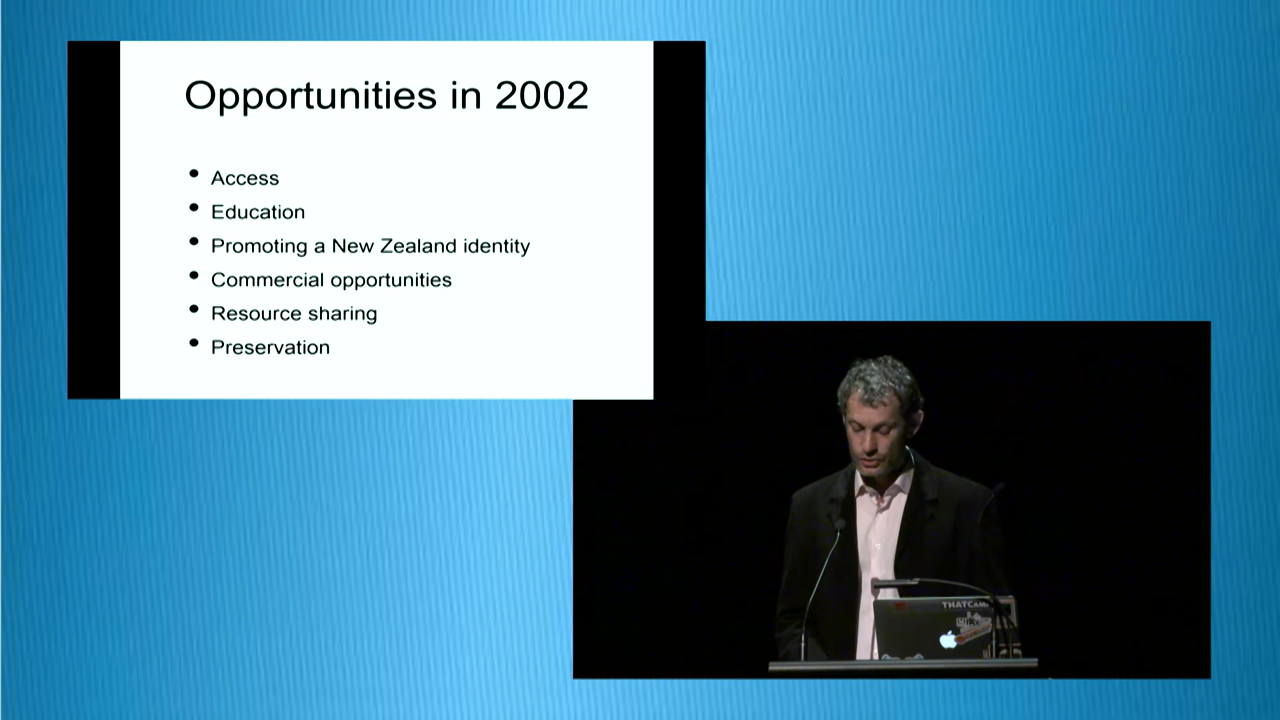 Opportunities in 2002
Access
Education
Promoting a New Zealand identity
Commercial opportunities
Resource sharing
Preservation